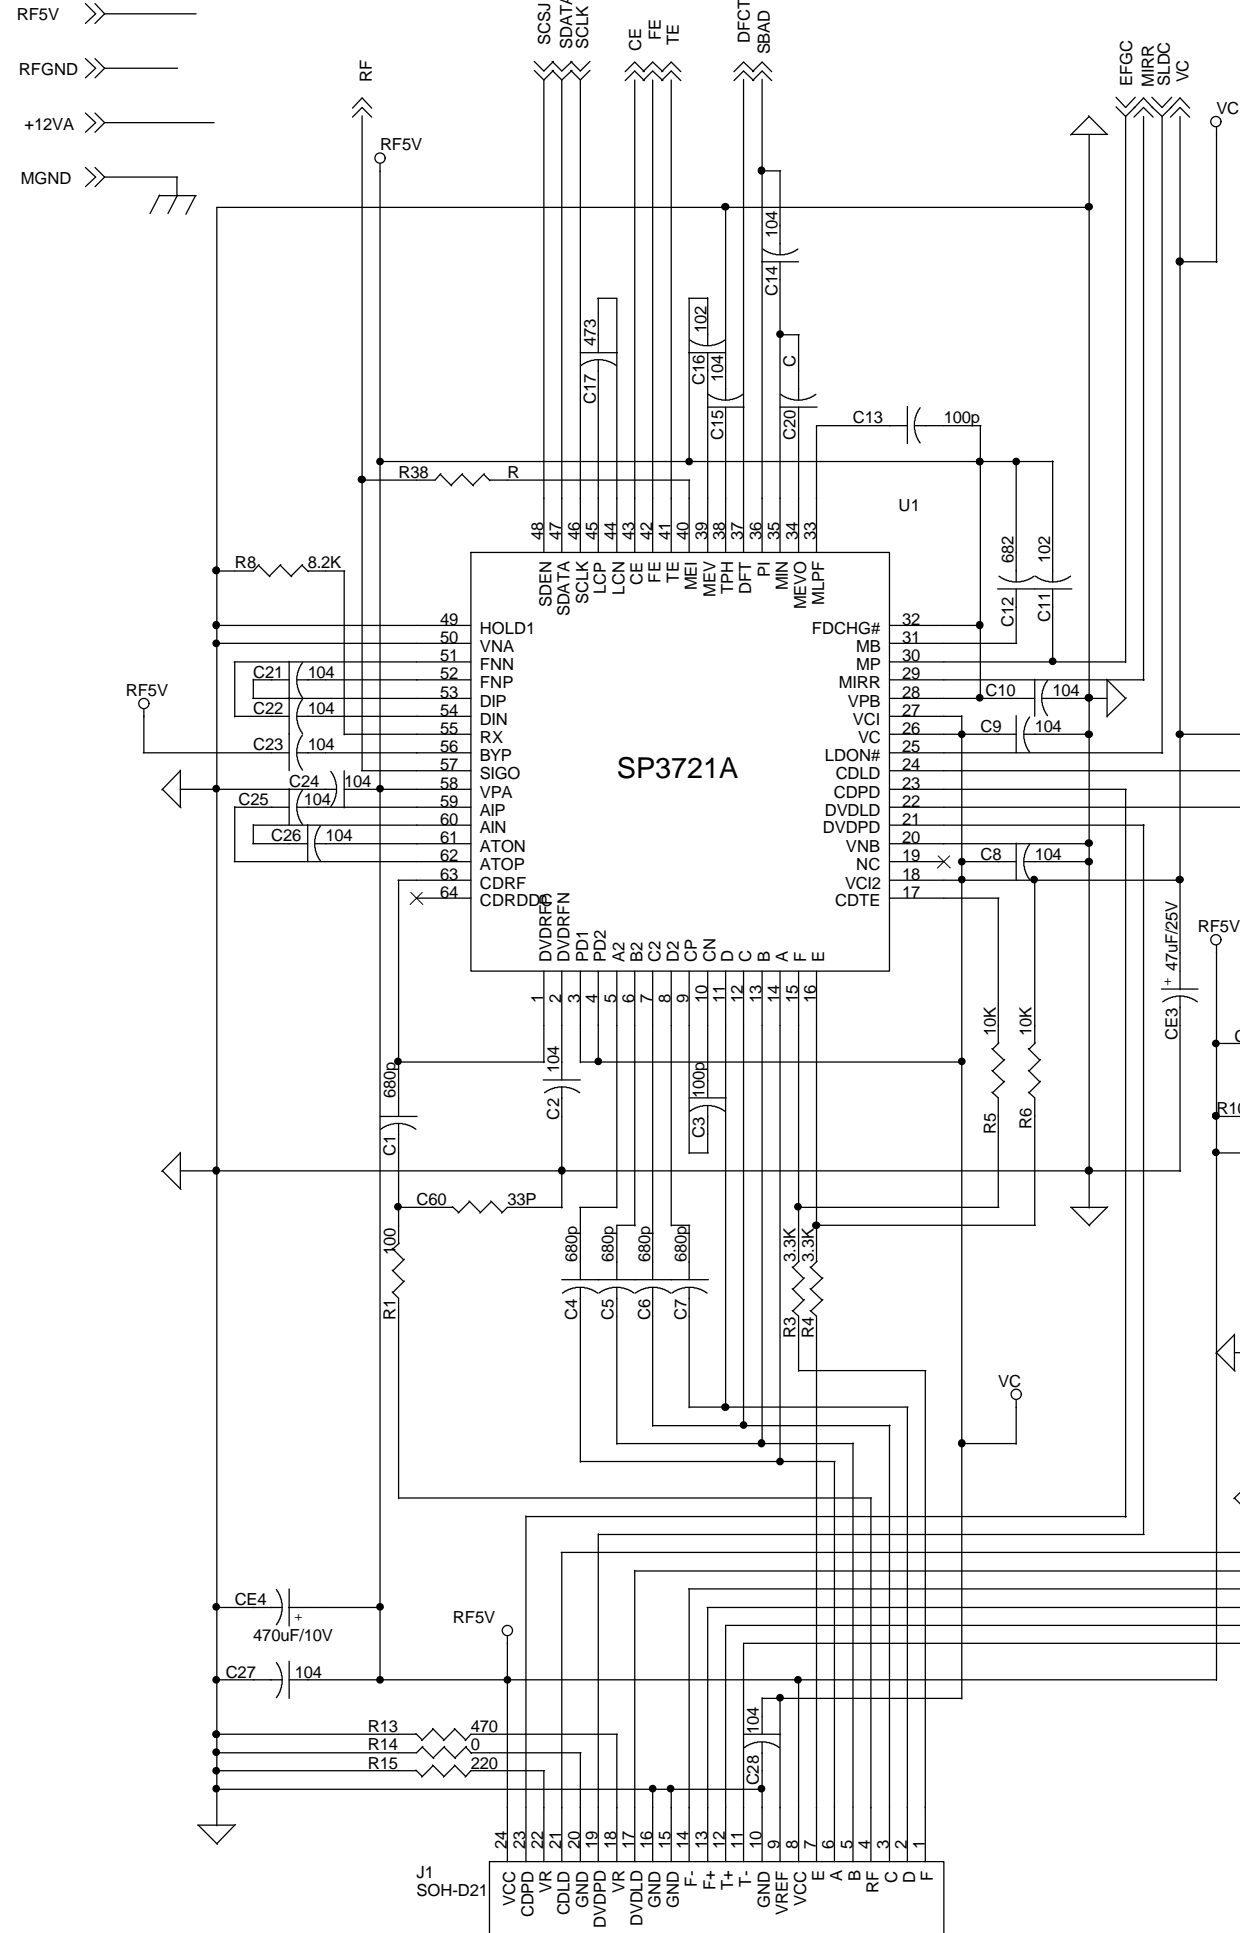 RF5V
RFGND
+12VA
MGND
RF
RF5V
SCSJ
SDATA
SCLK
CE
FE
TE
DFCT
SBAD
EFGC
MIRR
SLDC
VC
VC
104
C14
473
C17
102
C16
104
C15
C
C20
C13
100p
R38
R
U1
48
47
46
45
44
43
42
41
40
39
38
37
36
35
34
33
SDEN
SDATA
SCLK
LCP
LCN
CE
FE
TE
MEI
MEV
TPH
DFT
PI
MIN
MEVO
MLPF
R8
8.2K
682
C12
102
C11
49 HOLD1
50 VNA
51 FNN
52 FNP
53 DIP
54 DIN
55 RX
56 BYP
57 SIGO
58 VPA
59 AIP
60 AIN
61 ATON
62 ATOP
63 CDRF
64 CDRDDP
C21 104
C22 104
RF5V
C23 104
C24 104
C25 104
C26 104
SP3721A
FDCHG# 32
MB 31
MP 30
MIRR 29
VPB 28
VCI 27
VC 26
LDON# 25
CDLD 24
CDPD 23
DVDLD 22
DVDPD 21
VNB 20
NC 19
VCI2 18
CDTE 17
C10 104
C9 104
C8 104
DVDRFP
DVDRFN
PD1
PD2
A2
B2
C2
D2
CP
CN
D
C
B
A
F
E
1
2
3
4
5
6
7
8
9
10
11
12
13
14
15
16
47uF/25V
+
CE3
RF5V
C
R10
680p
C1
104
C2
100p
C3
10K
R5
10K
R6
C60
33P
100
R1
680p
C4
680p
C5
680p
C6
680p
C7
3.3K
R3
3.3K
R4
VC
CE4
+
470uF/10V
RF5V
C27 104
R13 470
R14 0
R15 220
104
C28
24
23
22
21
20
19
18
17
16
15
14
13
12
11
10
9
8
7
6
5
4
3
2
1
J1
SOH-D21
VCC
CDPD
VR
CDLD
GND
DVDPD
VR
DVDLD
GND
GND
F-
F+
T+
T-
GND
VREF
VCC
E
A
B
RF
C
D
F